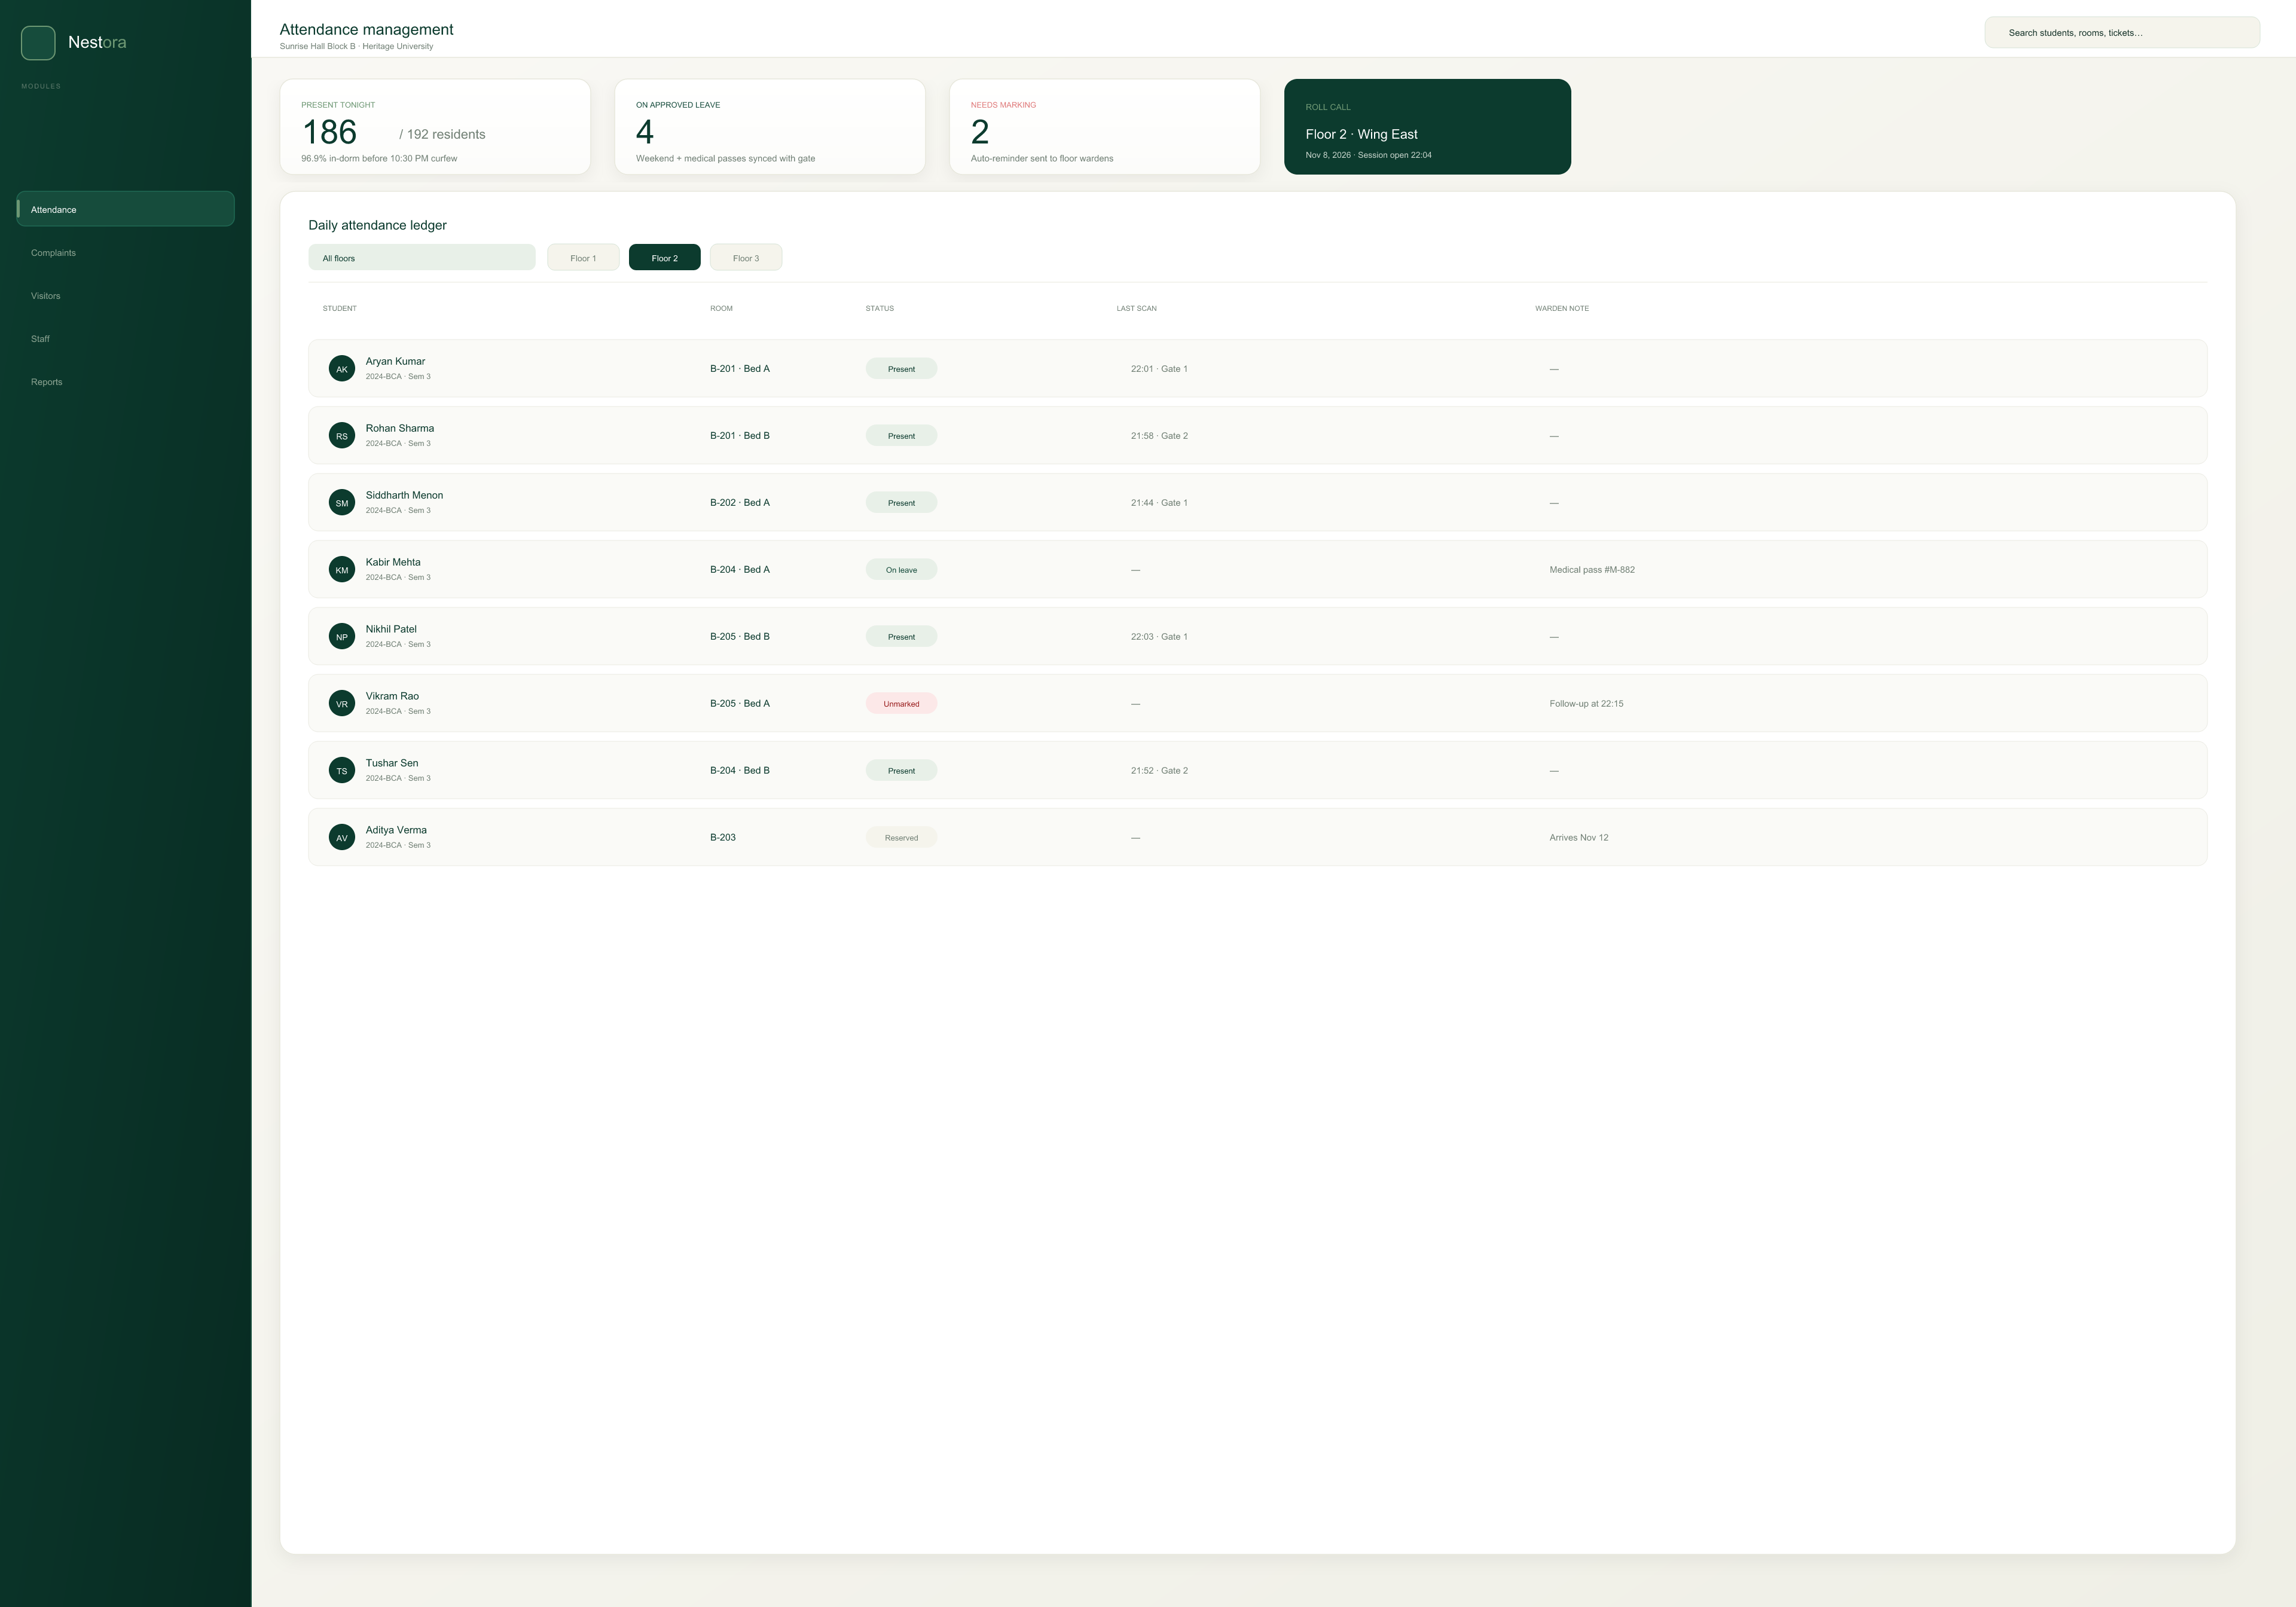 Nestora
MODULES
Attendance
Complaints
Visitors
Staff
Reports
Attendance management
Sunrise Hall Block B · Heritage University
Search students, rooms, tickets…
PRESENT TONIGHT
186 / 192 residents
96.9% in-dorm before 10:30 PM curfew
ON APPROVED LEAVE
4
Weekend + medical passes synced with gate
NEEDS MARKING
2
Auto-reminder sent to floor wardens
ROLL CALL
Floor 2 · Wing East
Nov 8, 2026 · Session open 22:04
Daily attendance ledger
All floors Floor 1 Floor 2 Floor 3
STUDENT ROOM STATUS LAST SCAN WARDEN NOTE
AK Aryan Kumar B-201 · Bed A Present 22:01 · Gate 1 —
2024-BCA · Sem 3
RS Rohan Sharma B-201 · Bed B Present 21:58 · Gate 2 —
2024-BCA · Sem 3
SM Siddharth Menon B-202 · Bed A Present 21:44 · Gate 1 —
2024-BCA · Sem 3
KM Kabir Mehta B-204 · Bed A On leave — Medical pass #M-882
2024-BCA · Sem 3
NP Nikhil Patel B-205 · Bed B Present 22:03 · Gate 1 —
2024-BCA · Sem 3
VR Vikram Rao B-205 · Bed A Unmarked — Follow-up at 22:15
2024-BCA · Sem 3
TS Tushar Sen B-204 · Bed B Present 21:52 · Gate 2 —
2024-BCA · Sem 3
AV Aditya Verma B-203 Reserved — Arrives Nov 12
2024-BCA · Sem 3